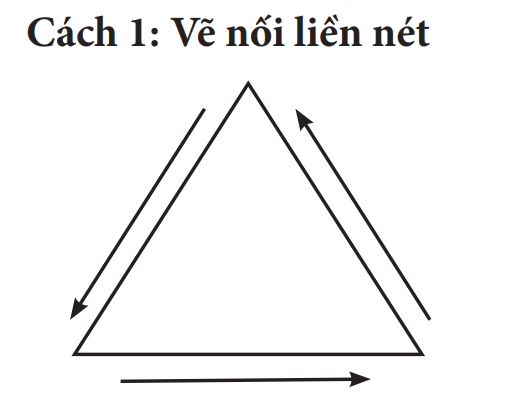 Cách 1: Vẽ nối liền nét